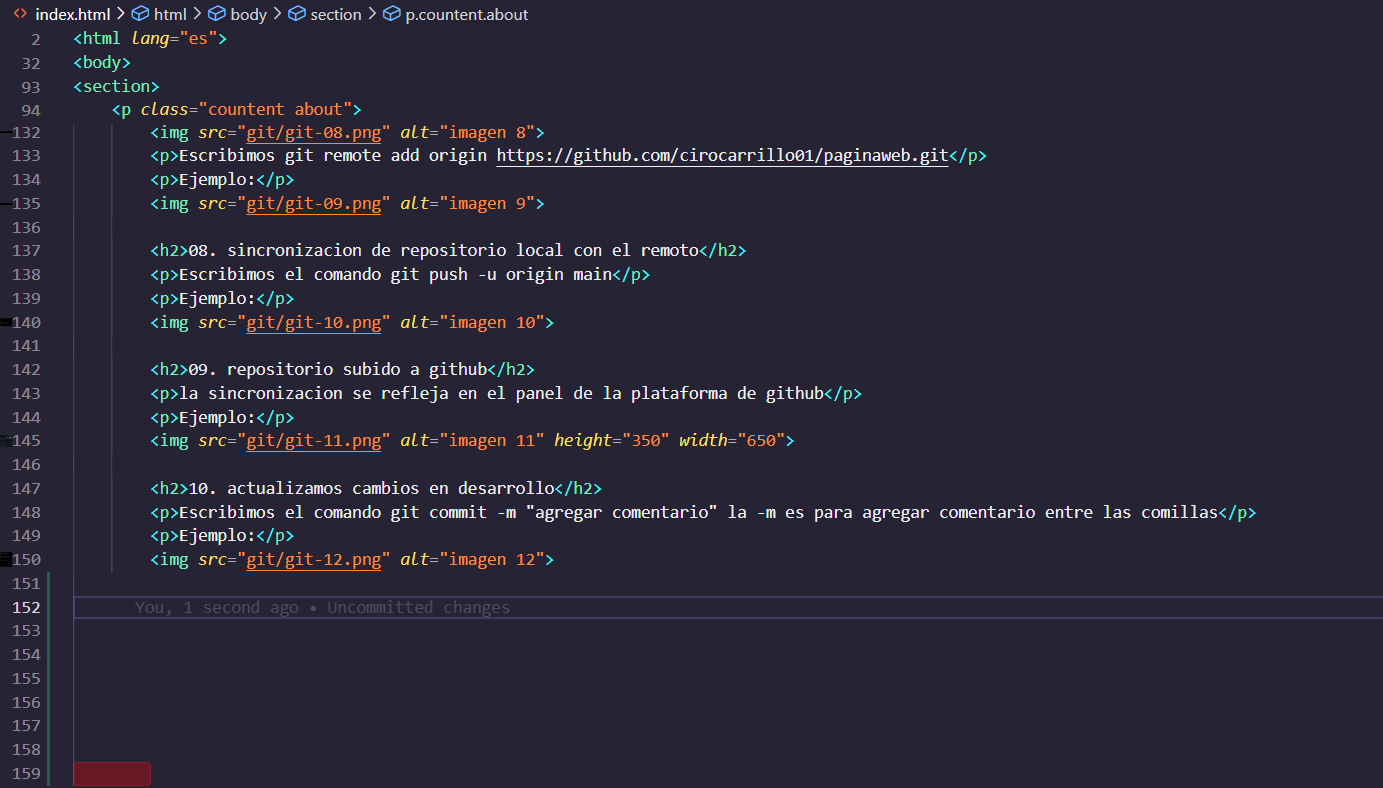 index.html > html > body > section > p.countent.about
2 <html lang="es">
32 <body>
93 <section>
94 <p class="countent about">
132 <img src="git/git-08.png" alt="imagen 8">
133 <p>Escribimos git remote add origin https://github.com/cirocarrillo01/paginaweb.git</p>
134 <p>Ejemplo:</p>
135 <img src="git/git-09.png" alt="imagen 9">
136
137 <h2>08. sincronizacion de repositorio local con el remoto</h2>
138 <p>Escribimos el comando git push -u origin main</p>
139 <p>Ejemplo:</p>
140 <img src="git/git-10.png" alt="imagen 10">
141
142 <h2>09. repositorio subido a github</h2>
143 <p>la sincronizacion se refleja en el panel de la plataforma de github</p>
144 <p>Ejemplo:</p>
145 <img src="git/git-11.png" alt="imagen 11" height="350" width="650">
146
147 <h2>10. actualizamos cambios en desarrollo</h2>
148 <p>Escribimos el comando git commit -m "agregar comentario" la -m es para agregar comentario entre las comillas</p>
149 <p>Ejemplo:</p>
150 <img src="git/git-12.png" alt="imagen 12">
151
152 You, 1 second ago • Uncommitted changes
153
154
155
156
157
158
159